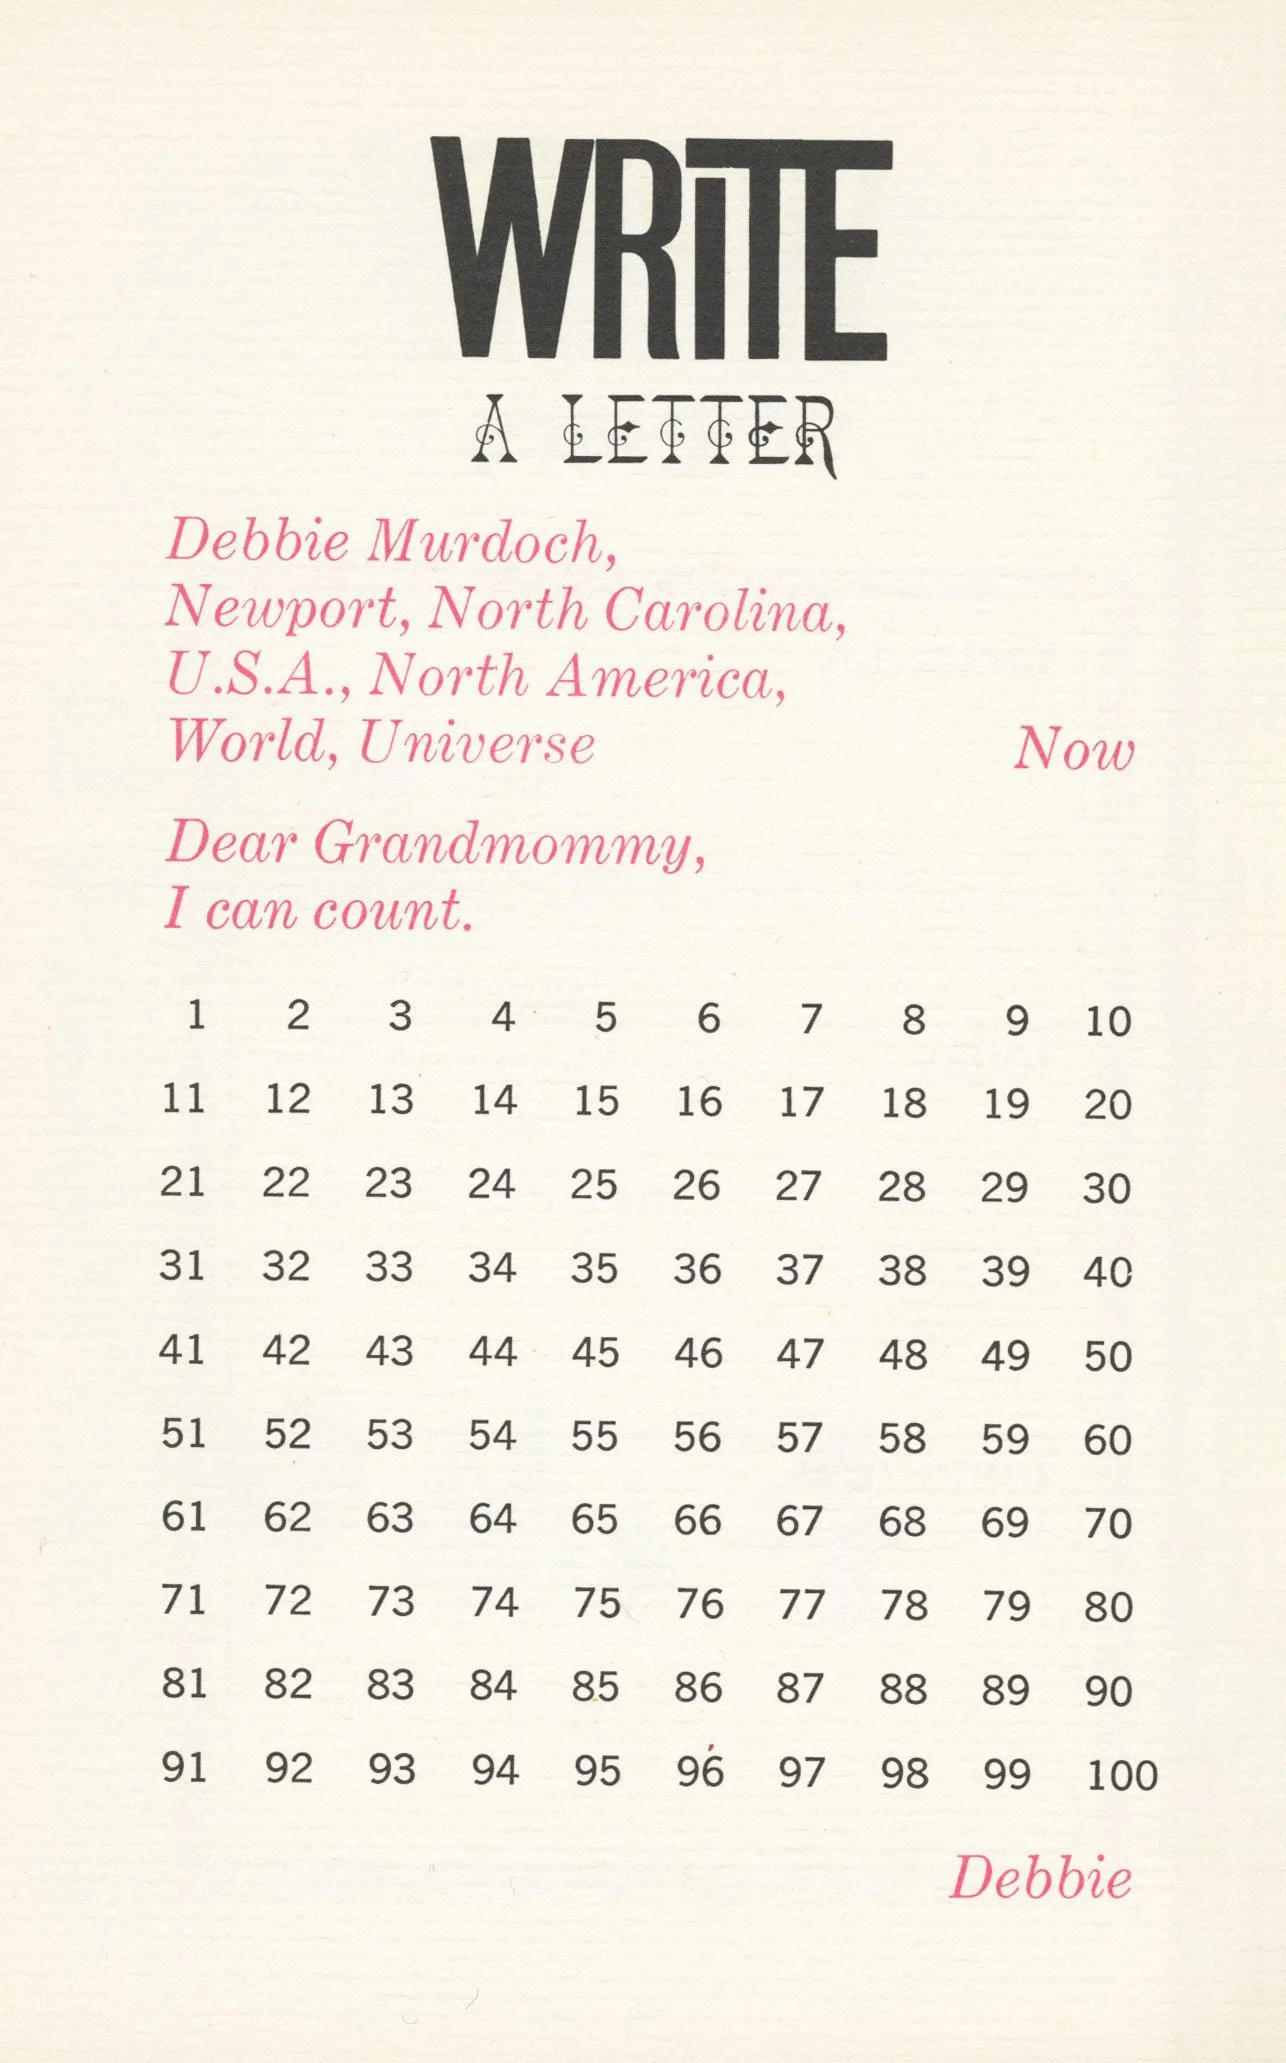 WRiTE
A LETTER
Debbie Murdoch,
Newport, North Carolina,
U.S.A., North America,
World, Universe Now
Dear Grandmommy,
I can count.
1 2 3 4 5 6 7 8 9 10
11 12 13 14 15 16 17 18 19 20
21 22 23 24 25 26 27 28 29 30
31 32 33 34 35 36 37 38 39 40
41 42 43 44 45 46 47 48 49 50
51 52 53 54 55 56 57 58 59 60
61 62 63 64 65 66 67 68 69 70
71 72 73 74 75 76 77 78 79 80
81 82 83 84 85 86 87 88 89 90
91 92 93 94 95 96 97 98 99 100
Debbie